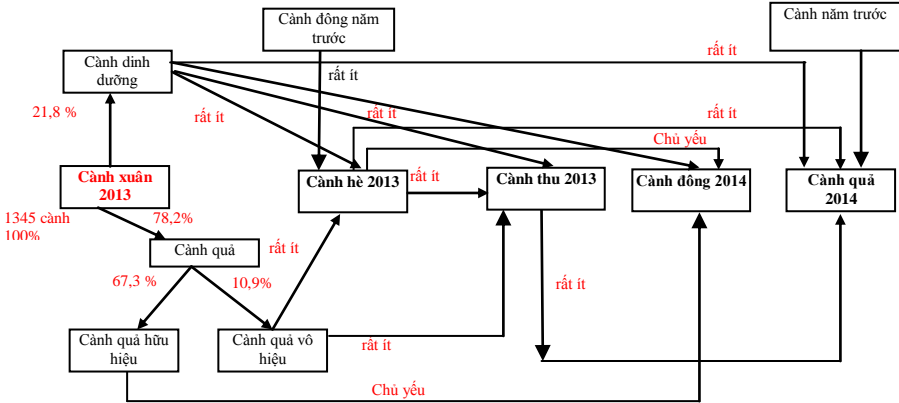 Cành đông năm
trước
Cành năm trước
Cành dinh
dưỡng
rất ít
rất ít
21,8 %
rất ít
rất ít
rất ít
Chủ yếu
Cành xuân
2013
Cành hè 2013
rất ít
Cành thu 2013
Cành đông 2014
Cành quả
2014
1345 cành
100%
78,2%
Cành quả
rất ít
67,3 %
10,9%
rất ít
Cành quả hữu
hiệu
Cành quả vô
hiệu
rất ít
Chủ yếu